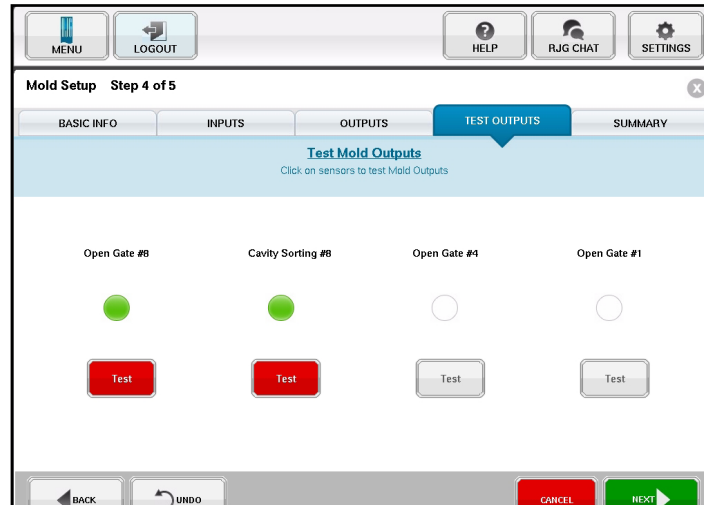 MENU
LOGOUT
HELP
RJG CHAT
SETTINGS
Mold Setup Step 4 of 5
X
BASIC INFO
INPUTS
OUTPUTS
TEST OUTPUTS
SUMMARY
Test Mold Outputs
Click on sensors to test Mold Outputs
Open Gate #8
Cavity Sorting #8
Open Gate #4
Open Gate #1
Test
Test
Test
Test
BACK
UNDO
CANCEL
NEXT